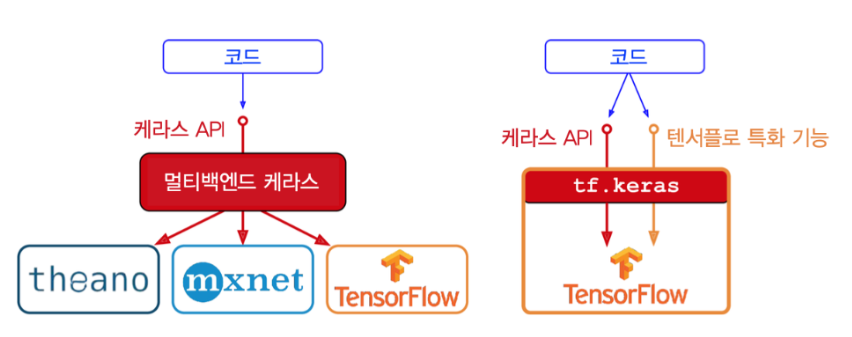 코드
케라스 API
멀티백엔드 케라스
theano
mxnet
TensorFlow
코드
케라스 API
텐서플로 특화 기능
tf.keras
TensorFlow